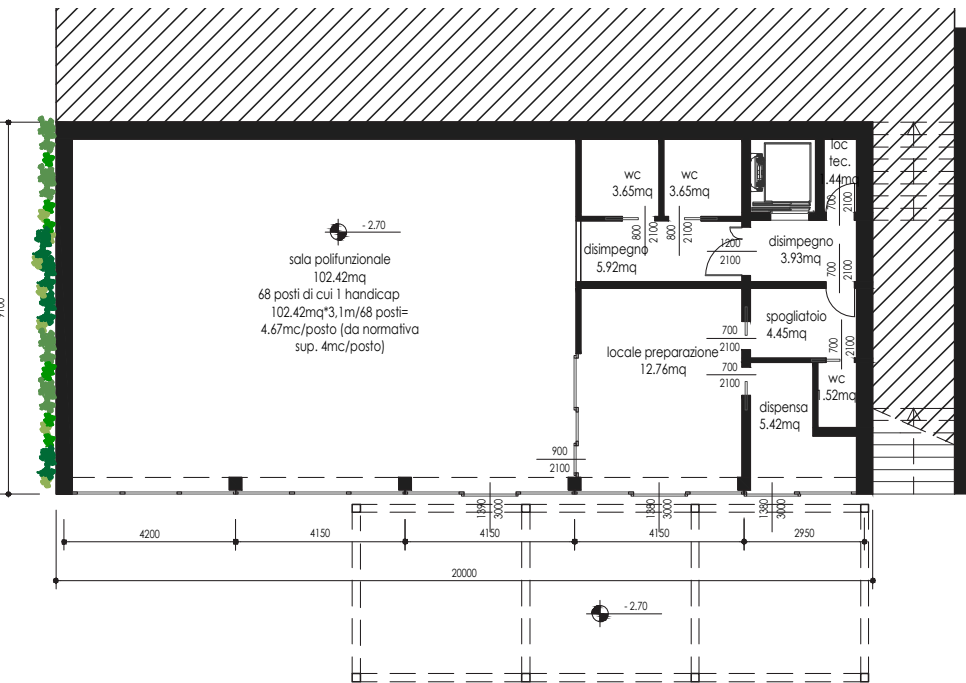 loc
tec.
1.44mq
wc
3.65mq
wc
3.65mq
700
2100
- 2.70
800
2100
800
2100
disimpegno
5.92mq
1200
2100
disimpegno
3.93mq
700
2100
sala polifunzionale
102.42mq
68 posti di cui 1 handicap
102.42mq*3,1m/68 posti=
4.67mc/posto (da normativa
sup. 4mc/posto)
9100
spogliatoio
4.45mq
700
2100
700
2100
locale preparazione
12.76mq
700
2100
wc
1.52mq
dispensa
5.42mq
900
2100
1390
3000
1380
3000
1380
3000
4200
4150
4150
4150
2950
20000
- 2.70